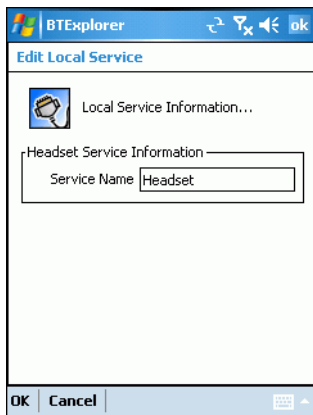 BTExplorer ok
Edit Local Service
Local Service Information...
Headset Service Information
Service Name Headset
OK Cancel